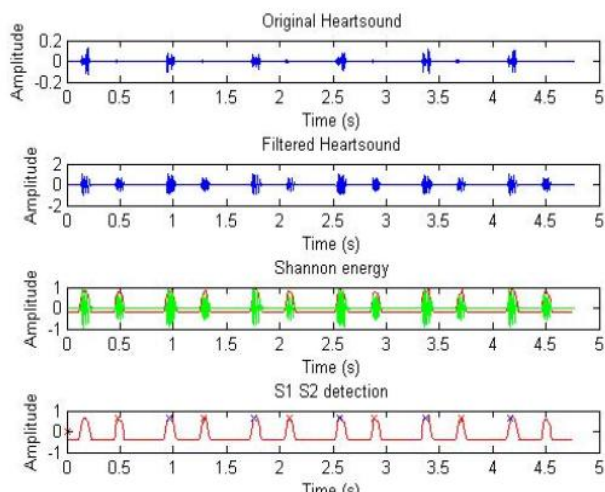 Original Heartsound
Amplitude
0.2
0
-0.2
0 0.5 1 1.5 2 2.5 3 3.5 4 4.5 5
Time (s)
Filtered Heartsound
Amplitude
2
0
-2
0 0.5 1 1.5 2 2.5 3 3.5 4 4.5 5
Time (s)
Shannon energy
Amplitude
1
0
-1
0 0.5 1 1.5 2 2.5 3 3.5 4 4.5 5
Time (s)
S1 S2 detection
Amplitude
1
0
-1
0 0.5 1 1.5 2 2.5 3 3.5 4 4.5 5
Time (s)